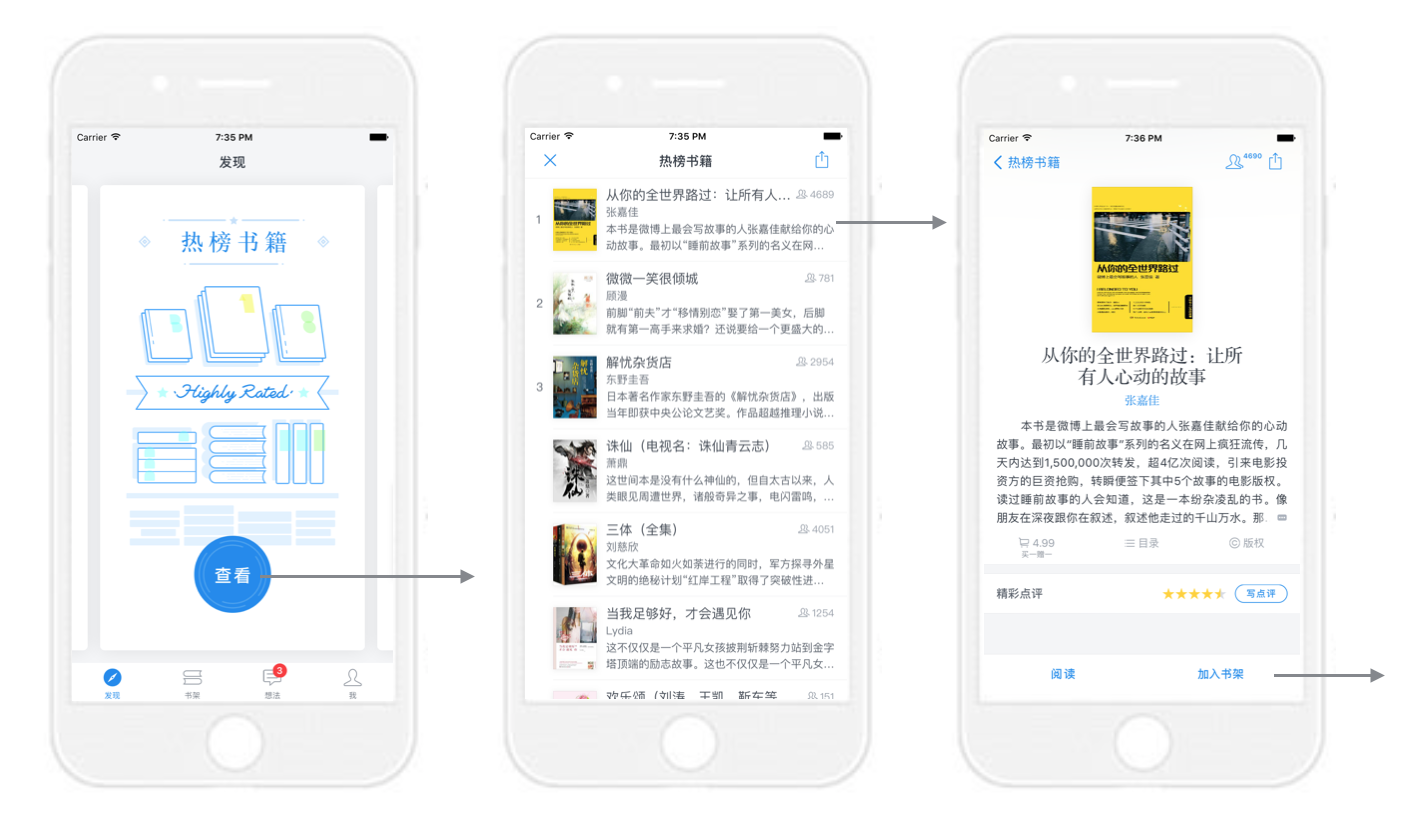 Carrier
7:35 PM
发现
热榜书籍
Highly Rated
查看
发现
书架
3
想法
我
Carrier
7:35 PM
热榜书籍
1
从你的全世界路过：让所有人...
4689
张嘉佳
本书是微博上最会写故事的人张嘉佳献给你的心
动故事。最初以“睡前故事”系列的名义在网...
2
微微一笑很倾城
781
顾漫
前脚“前夫”才“移情别恋”娶了第一美女，后脚
就有第一高手来求婚？还说要给一个更盛大的...
3
解忧杂货店
2954
东野圭吾
日本著名作家东野圭吾的《解忧杂货店》，出版
当年即获中央公论文艺奖。作品超越推理小说...
诛仙（电视名：诛仙青云志）
585
萧鼎
这世间本是没有什么神仙的，但自太古以来，人
类眼见周遭世界，诸般奇异之事，电闪雷鸣，...
三体（全集）
4051
刘慈欣
文化大革命如火如荼进行的同时，军方探寻外星
文明的绝秘计划“红岸工程”取得了突破性进...
当我足够好，才会遇见你
1254
Lydia
这不仅仅是一个平凡女孩披荆斩棘努力站到金字
塔顶端的励志故事。这也不仅仅是一个平凡女...
欢乐颂（刘涛、王凯、靳东等
151
Carrier
7:36 PM
热榜书籍
4690
从你的全世界路过
从你的全世界路过：让所
有人心动的故事
张嘉佳
本书是微博上最会写故事的人张嘉佳献给你的心动
故事。最初以“睡前故事”系列的名义在网上疯狂流传，几
天内达到1,500,000次转发，超4亿次阅读，引来电影投
资方的巨资抢购，转瞬便签下其中5个故事的电影版权。
读过睡前故事的人会知道，这是一本纷杂凌乱的书。像
朋友在深夜跟你在叙述，叙述他走过的千山万水。那.
4.99
买一赠一
目录
版权
精彩点评
写点评
阅读
加入书架